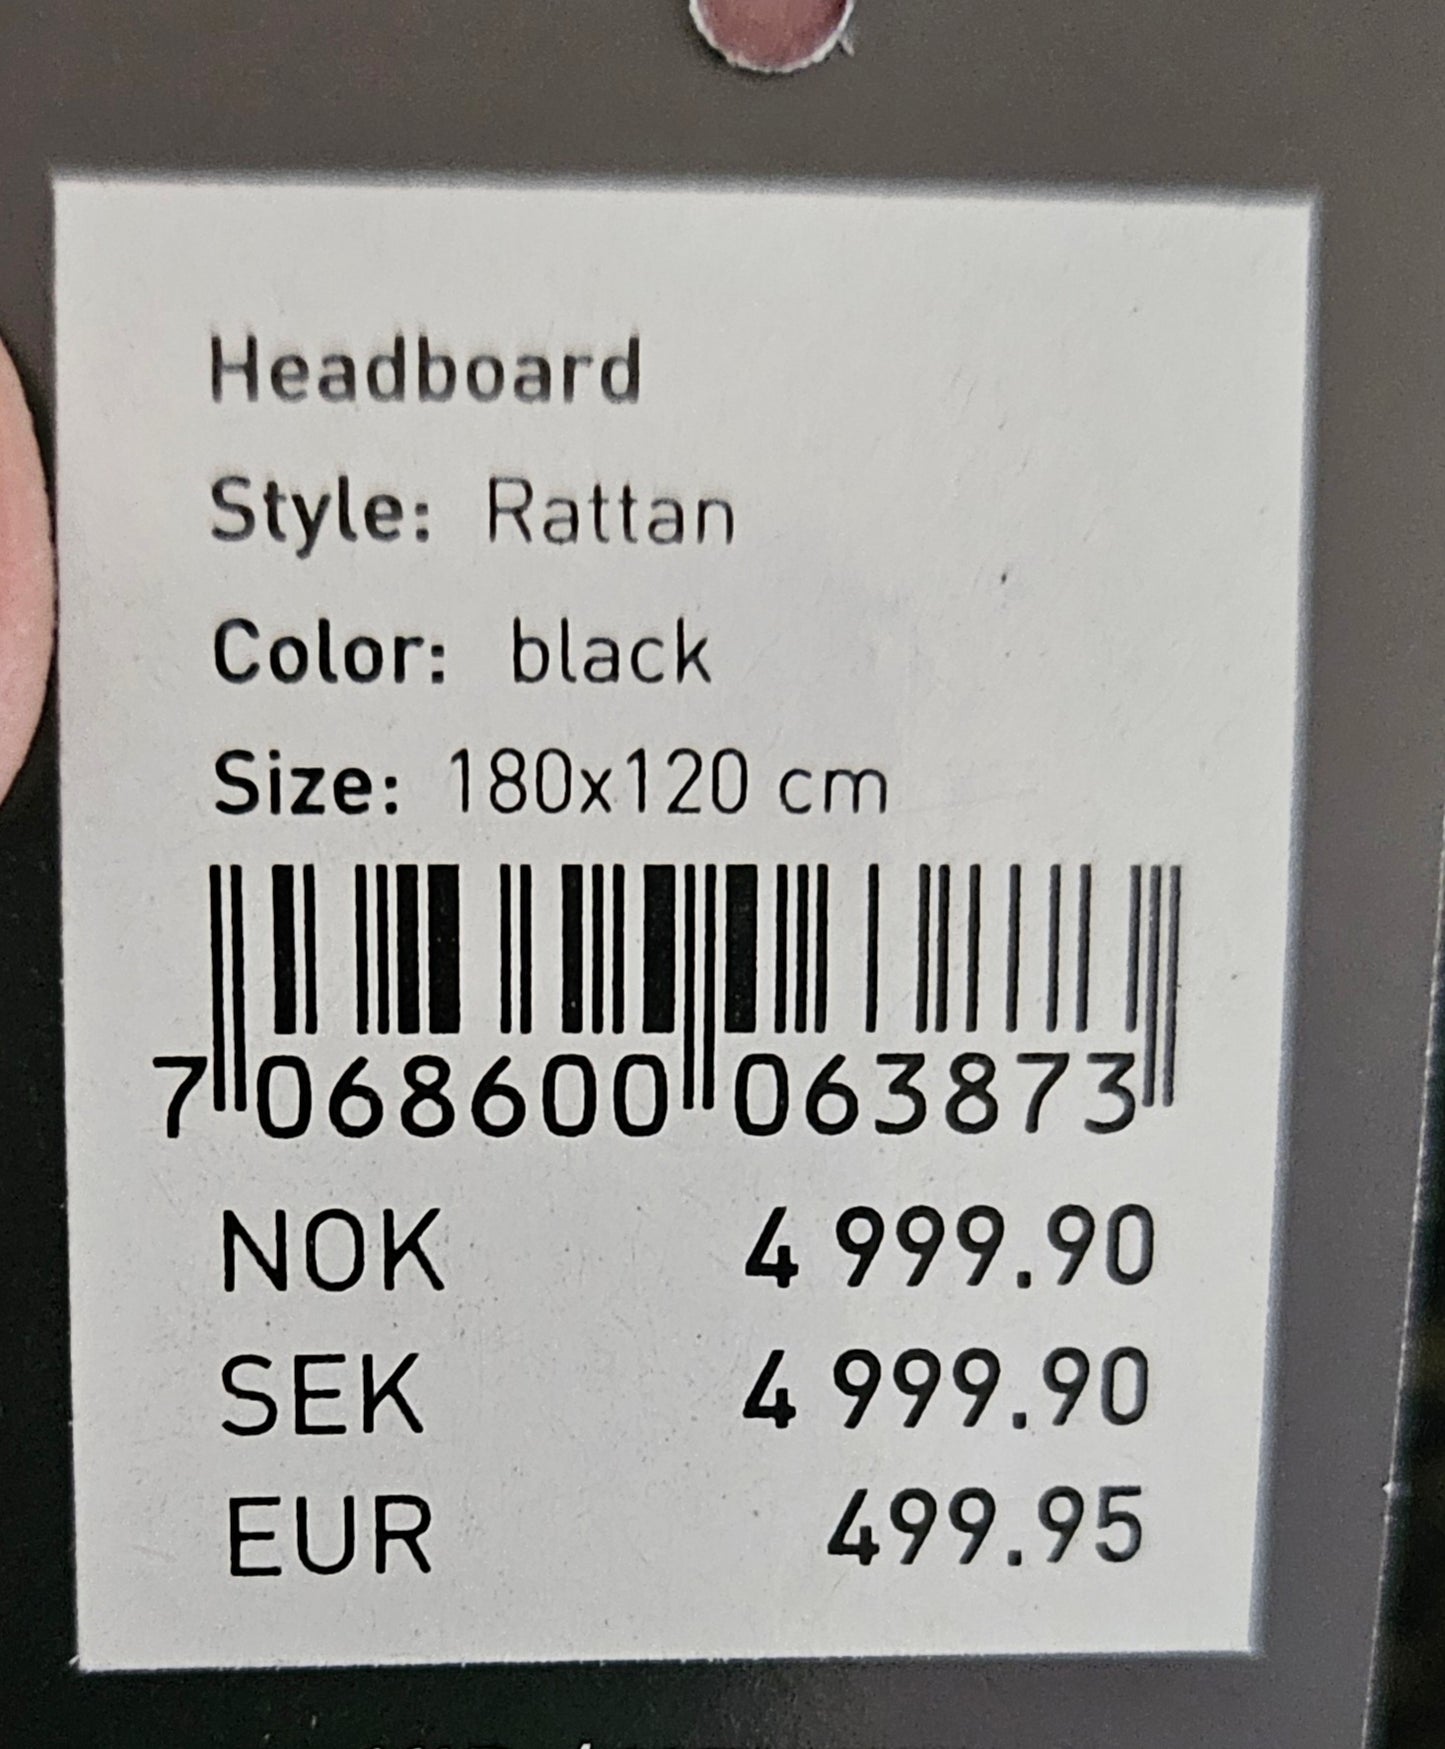 Headboard
Style: Rattan
Color: black
Size: 180x120 cm
7 068600 063873
NOK 4 999.90
SEK 4 999.90
EUR 499.95